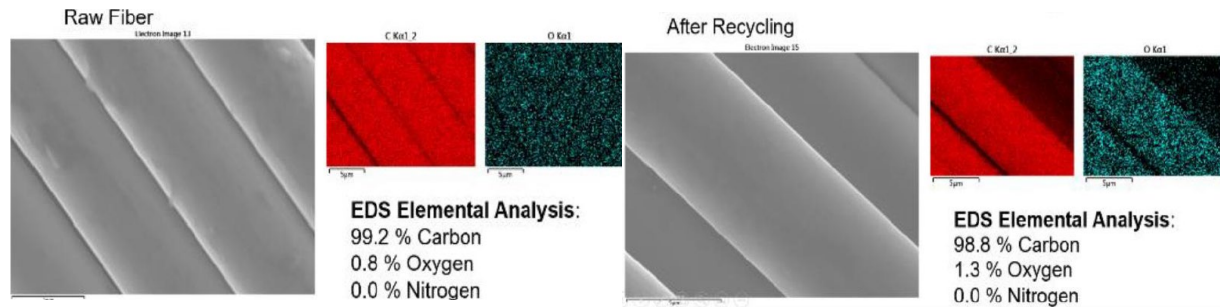 Raw Fiber
Electron Image 13
C Kα1_2
O Kα1
5µm
5µm
EDS Elemental Analysis:
99.2 % Carbon
0.8 % Oxygen
0.0 % Nitrogen
After Recycling
Electron Image 15
C Kα1_2
O Kα1
5µm
5µm
EDS Elemental Analysis:
98.8 % Carbon
1.3 % Oxygen
0.0 % Nitrogen